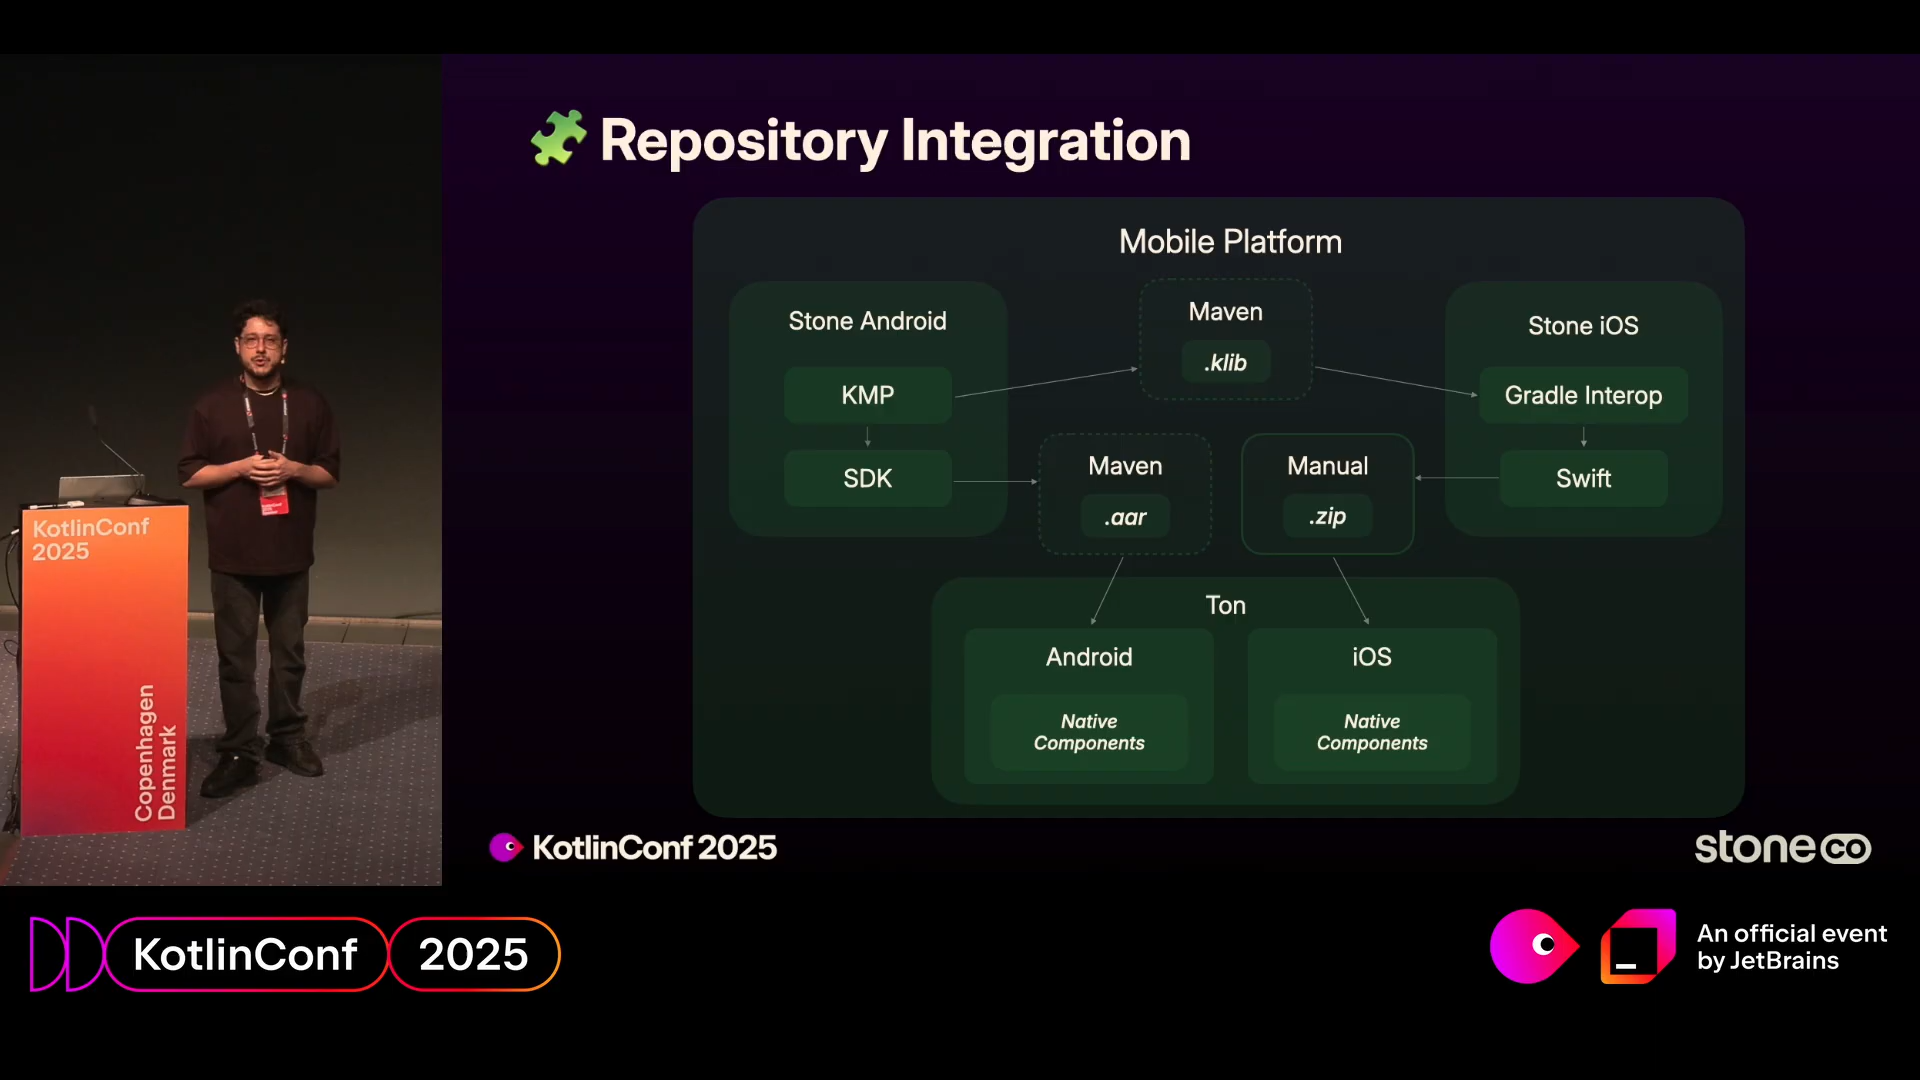 Repository Integration
Mobile Platform
Stone Android
KMP
SDK
Maven
.klib
Stone iOS
Gradle Interop
Swift
Maven
.aar
Manual
.zip
Ton
Android
Native
Components
iOS
Native
Components
KotlinConf 2025
stoneco
KotlinConf
2025
Copenhagen
Denmark
KotlinConf
2025
An official event
by JetBrains